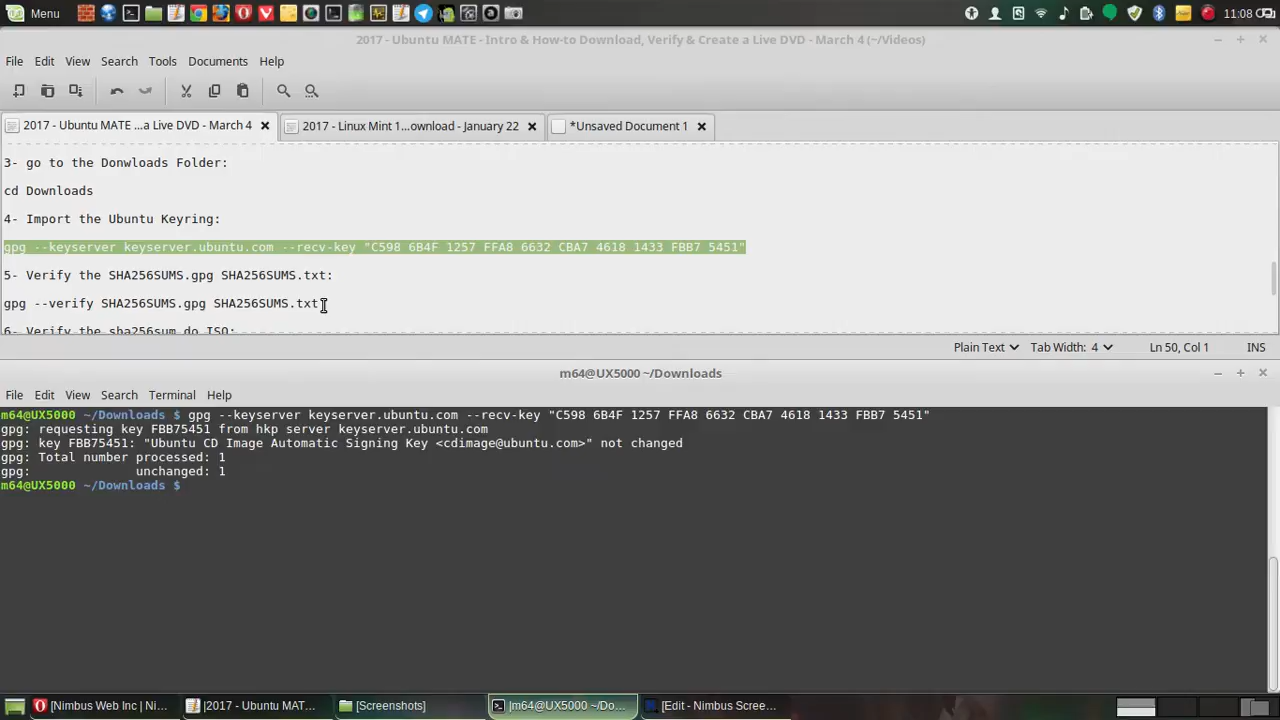 Menu
11:08
2017 - Ubuntu MATE - Intro & How-to Download, Verify & Create a Live DVD - March 4 (~/Videos)
File Edit View Search Tools Documents Help
2017 - Ubuntu MATE ...a Live DVD - March 4
2017 - Linux Mint 1...ownload - January 22
*Unsaved Document 1
3- go to the Donwloads Folder:
cd Downloads
4- Import the Ubuntu Keyring:
gpg --keyserver keyserver.ubuntu.com --recv-key "C598 6B4F 1257 FFA8 6632 CBA7 4618 1433 FBB7 5451"
5- Verify the SHA256SUMS.gpg SHA256SUMS.txt:
gpg --verify SHA256SUMS.gpg SHA256SUMS.txt
6- Verify the sha256sum do ISO:
Plain Text Tab Width: 4 Ln 50, Col 1 INS
m64@UX5000 ~/Downloads
File Edit View Search Terminal Help
m64@UX5000 ~/Downloads $ gpg --keyserver keyserver.ubuntu.com --recv-key "C598 6B4F 1257 FFA8 6632 CBA7 4618 1433 FBB7 5451"
gpg: requesting key FBB75451 from hkp server keyserver.ubuntu.com
gpg: key FBB75451: "Ubuntu CD Image Automatic Signing Key <cdimage@ubuntu.com>" not changed
gpg: Total number processed: 1
gpg: unchanged: 1
m64@UX5000 ~/Downloads $
[Nimbus Web Inc | Ni...
|2017 - Ubuntu MAT...
[Screenshots]
|m64@UX5000 ~/Do...
[Edit - Nimbus Scree...